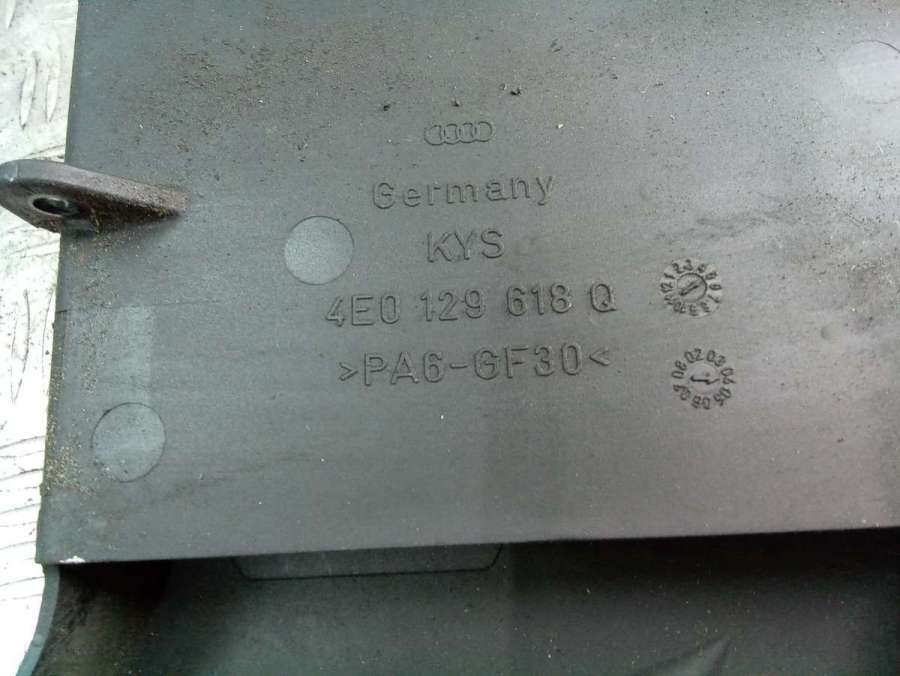 Germany
KYS
4E0 129 618 Q
>PA6-GF30<